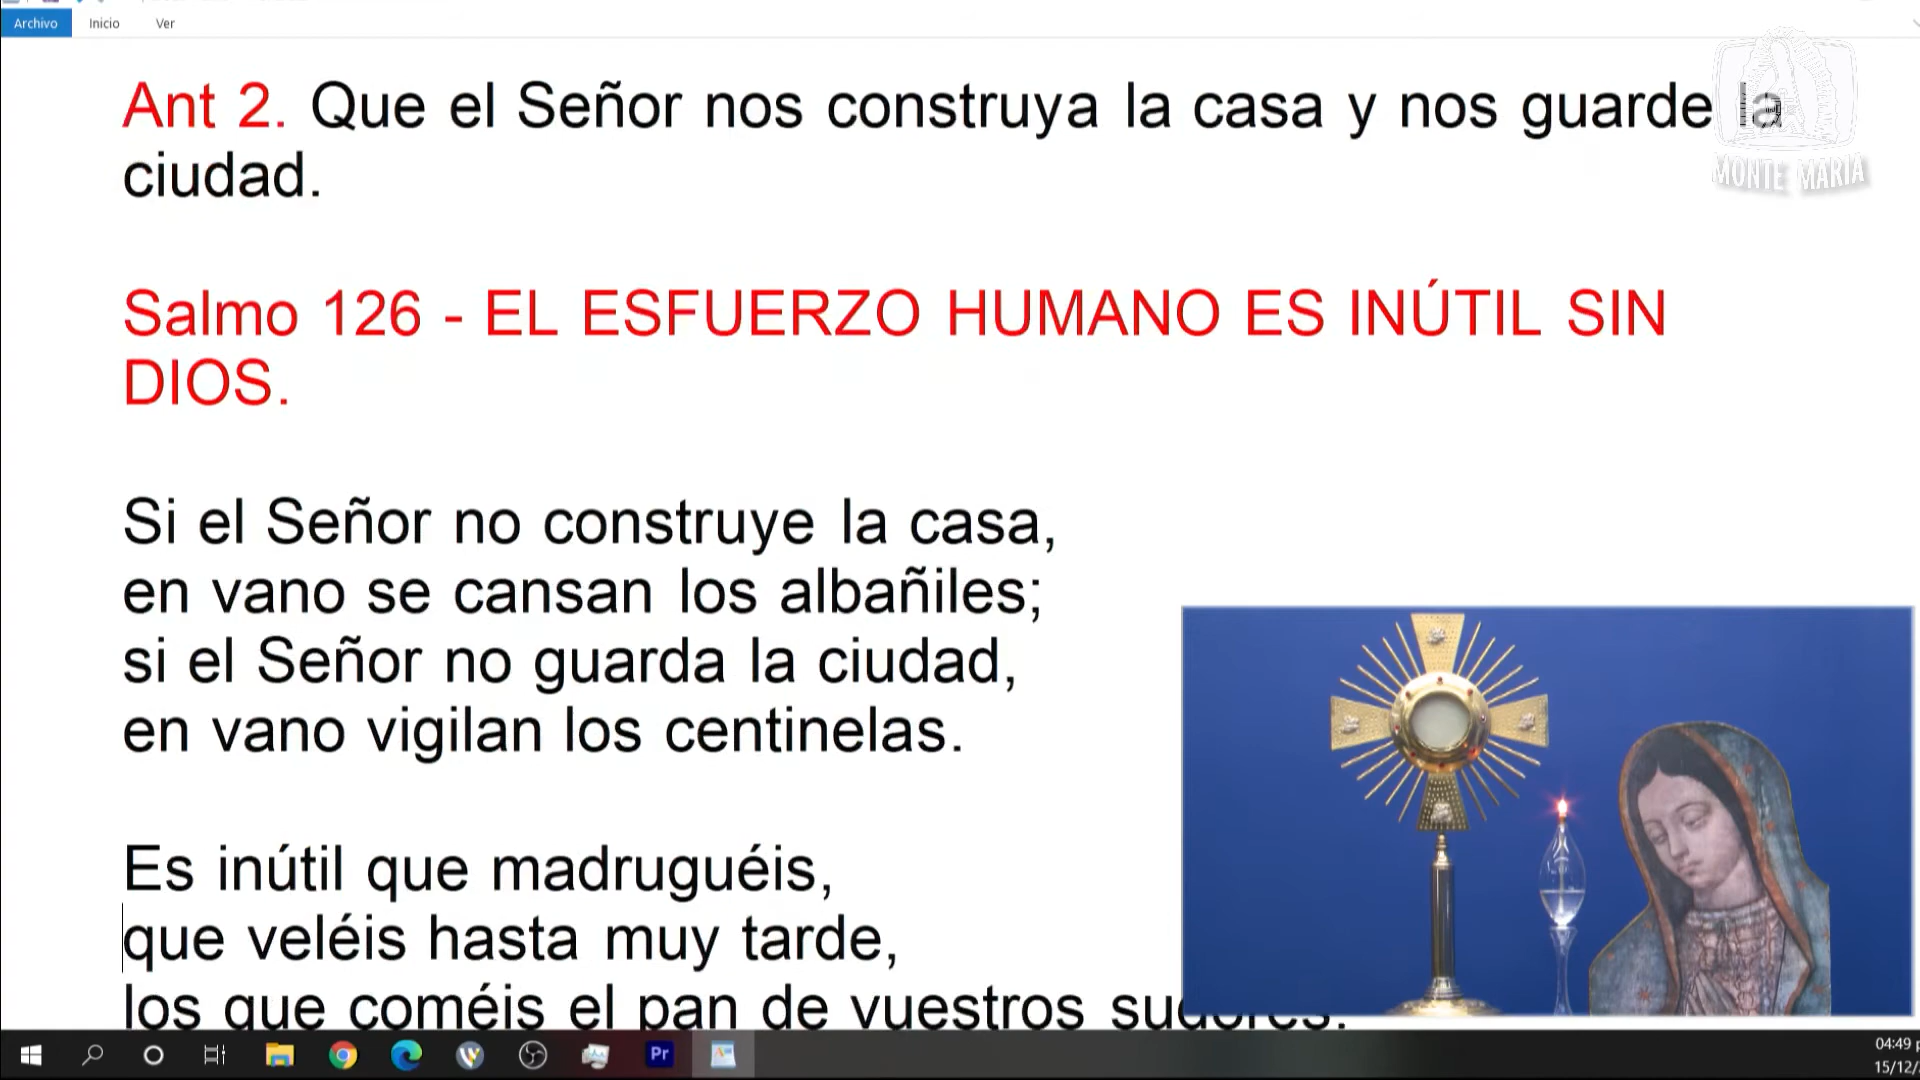 Archivo Inicio Ver
Ant 2. Que el Señor nos construya la casa y nos guarde la
ciudad.
MONTE MARIA
Salmo 126 - EL ESFUERZO HUMANO ES INÚTIL SIN
DIOS.
Si el Señor no construye la casa,
en vano se cansan los albañiles;
si el Señor no guarda la ciudad,
en vano vigilan los centinelas.
Es inútil que madruguéis,
que veléis hasta muy tarde,
los que coméis el pan de vuestros sudores.
Pr
04:49 p
15/12/